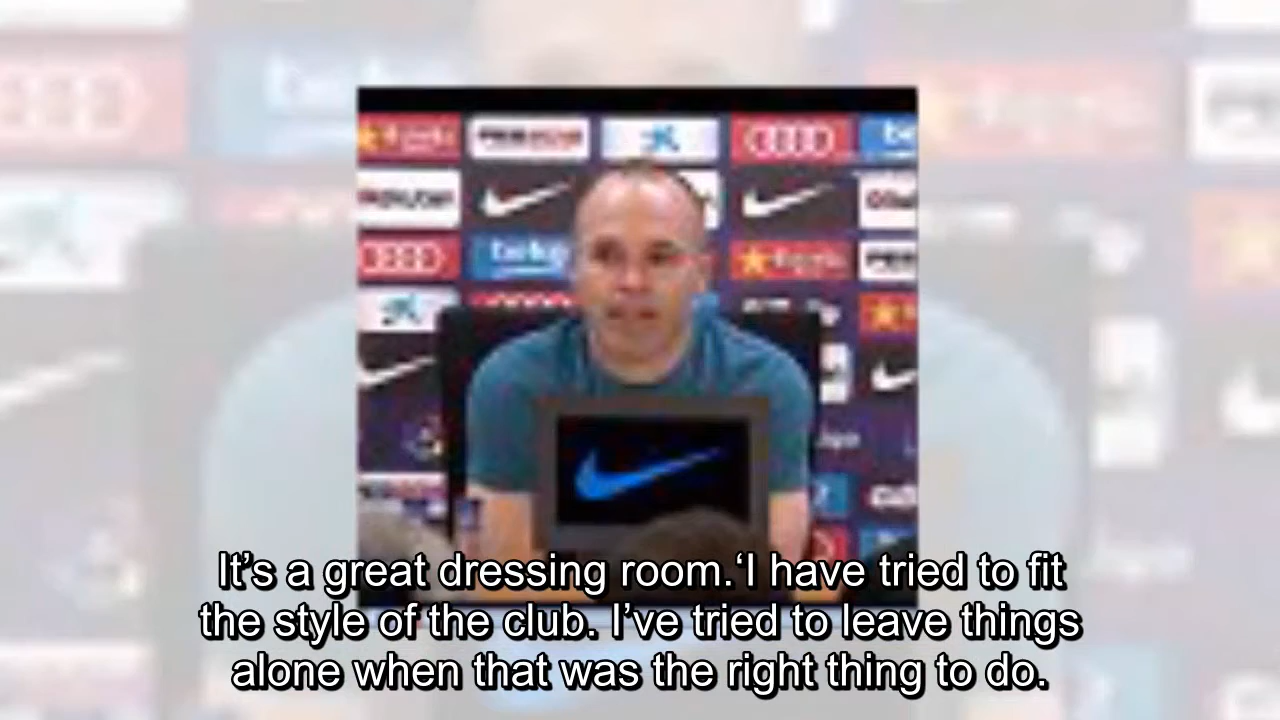 beko
It’s a great dressing room.‘I have tried to fit
the style of the club. I’ve tried to leave things
alone when that was the right thing to do.